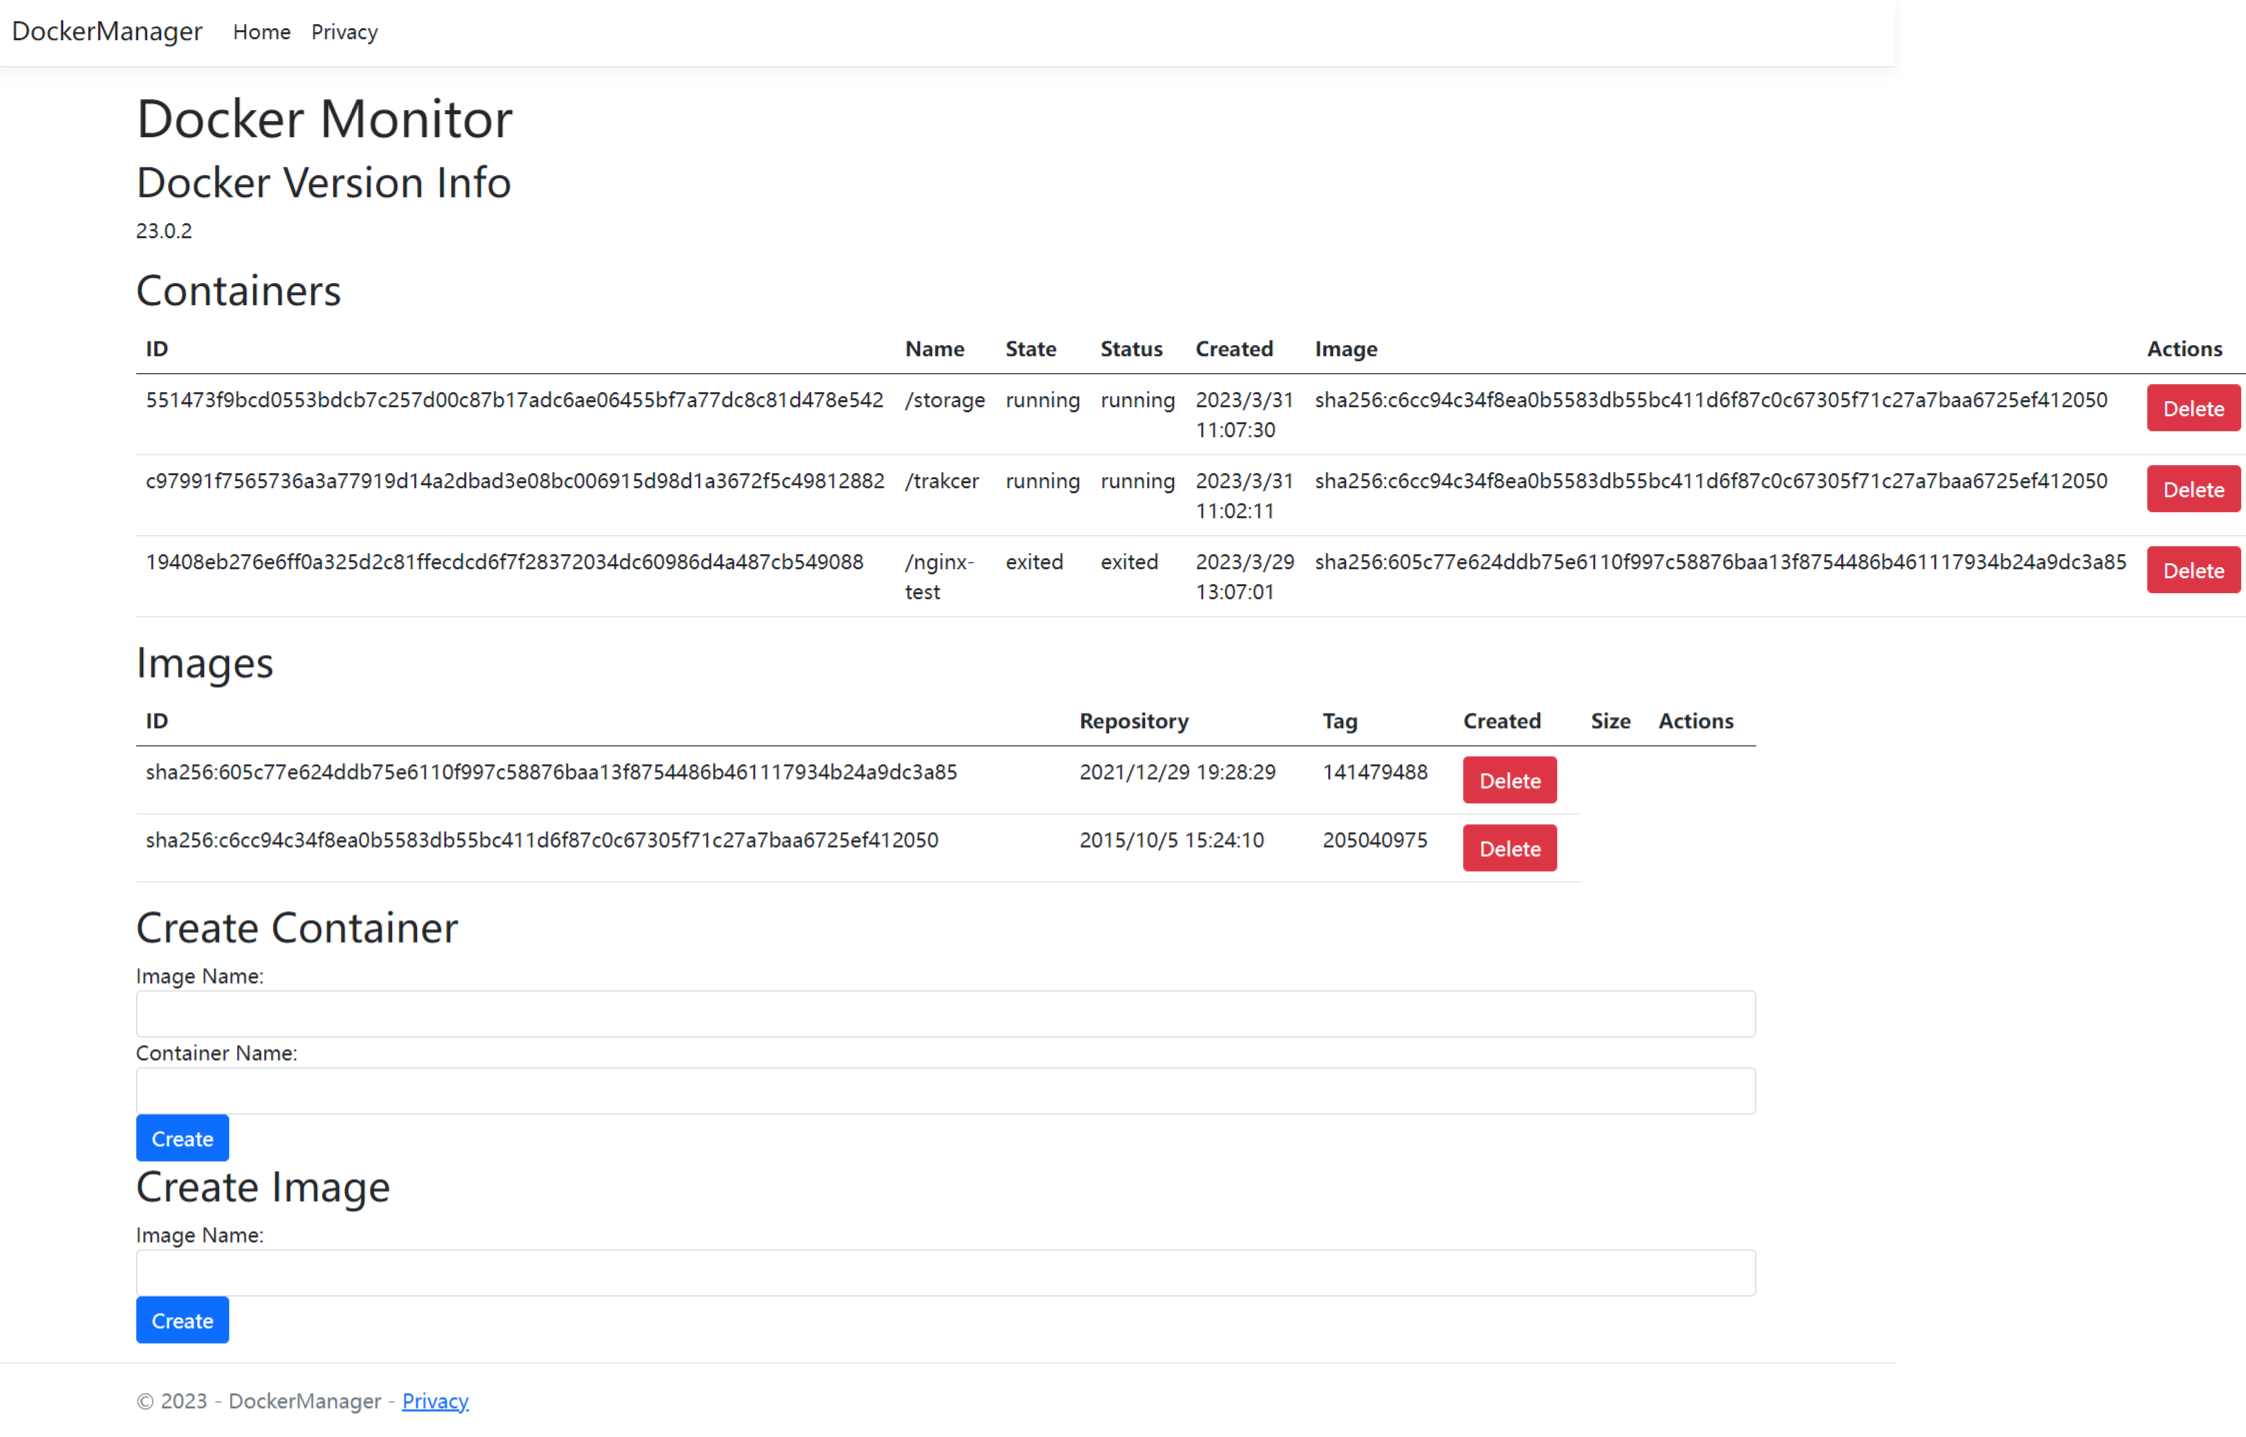 DockerManager Home Privacy
Docker Monitor
Docker Version Info
23.0.2
Containers
ID Name State Status Created Image Actions
551473f9bcd0553bdcb7c257d00c87b17adc6ae06455bf7a77dc8c81d478e542 /storage running running 2023/3/31 sha256:c6cc94c34f8ea0b5583db55bc411d6f87c0c67305f71c27a7baa6725ef412050 Delete
11:07:30
c97991f7565736a3a77919d14a2dbad3e08bc006915d98d1a3672f5c49812882 /trakcer running running 2023/3/31 sha256:c6cc94c34f8ea0b5583db55bc411d6f87c0c67305f71c27a7baa6725ef412050 Delete
11:02:11
19408eb276e6ff0a325d2c81ffecdcd6f7f28372034dc60986d4a487cb549088 /nginx- exited exited 2023/3/29 sha256:605c77e624ddb75e6110f997c58876baa13f8754486b461117934b24a9dc3a85 Delete
test 13:07:01
Images
ID Repository Tag Created Size Actions
sha256:605c77e624ddb75e6110f997c58876baa13f8754486b461117934b24a9dc3a85 2021/12/29 19:28:29 141479488 Delete
sha256:c6cc94c34f8ea0b5583db55bc411d6f87c0c67305f71c27a7baa6725ef412050 2015/10/5 15:24:10 205040975 Delete
Create Container
Image Name:
Container Name:
Create
Create Image
Image Name:
Create
© 2023 - DockerManager - Privacy